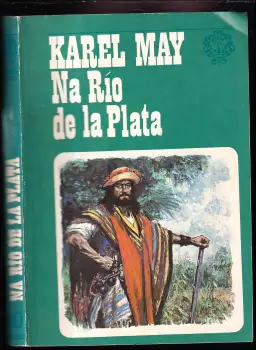 KAREL MAY
Na Río
de la Plata
NA RÍO DE LA PLATA